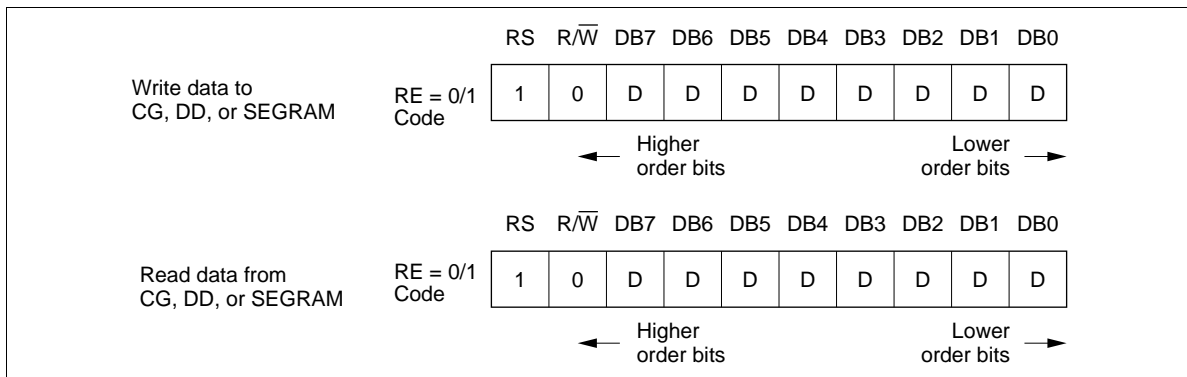 RS R/W̅ DB7 DB6 DB5 DB4 DB3 DB2 DB1 DB0
Write data to
CG, DD, or SEGRAM
RE = 0/1
Code
1 0 D D D D D D D D
Higher
order bits
Lower
order bits
RS R/W̅ DB7 DB6 DB5 DB4 DB3 DB2 DB1 DB0
Read data from
CG, DD, or SEGRAM
RE = 0/1
Code
1 0 D D D D D D D D
Higher
order bits
Lower
order bits